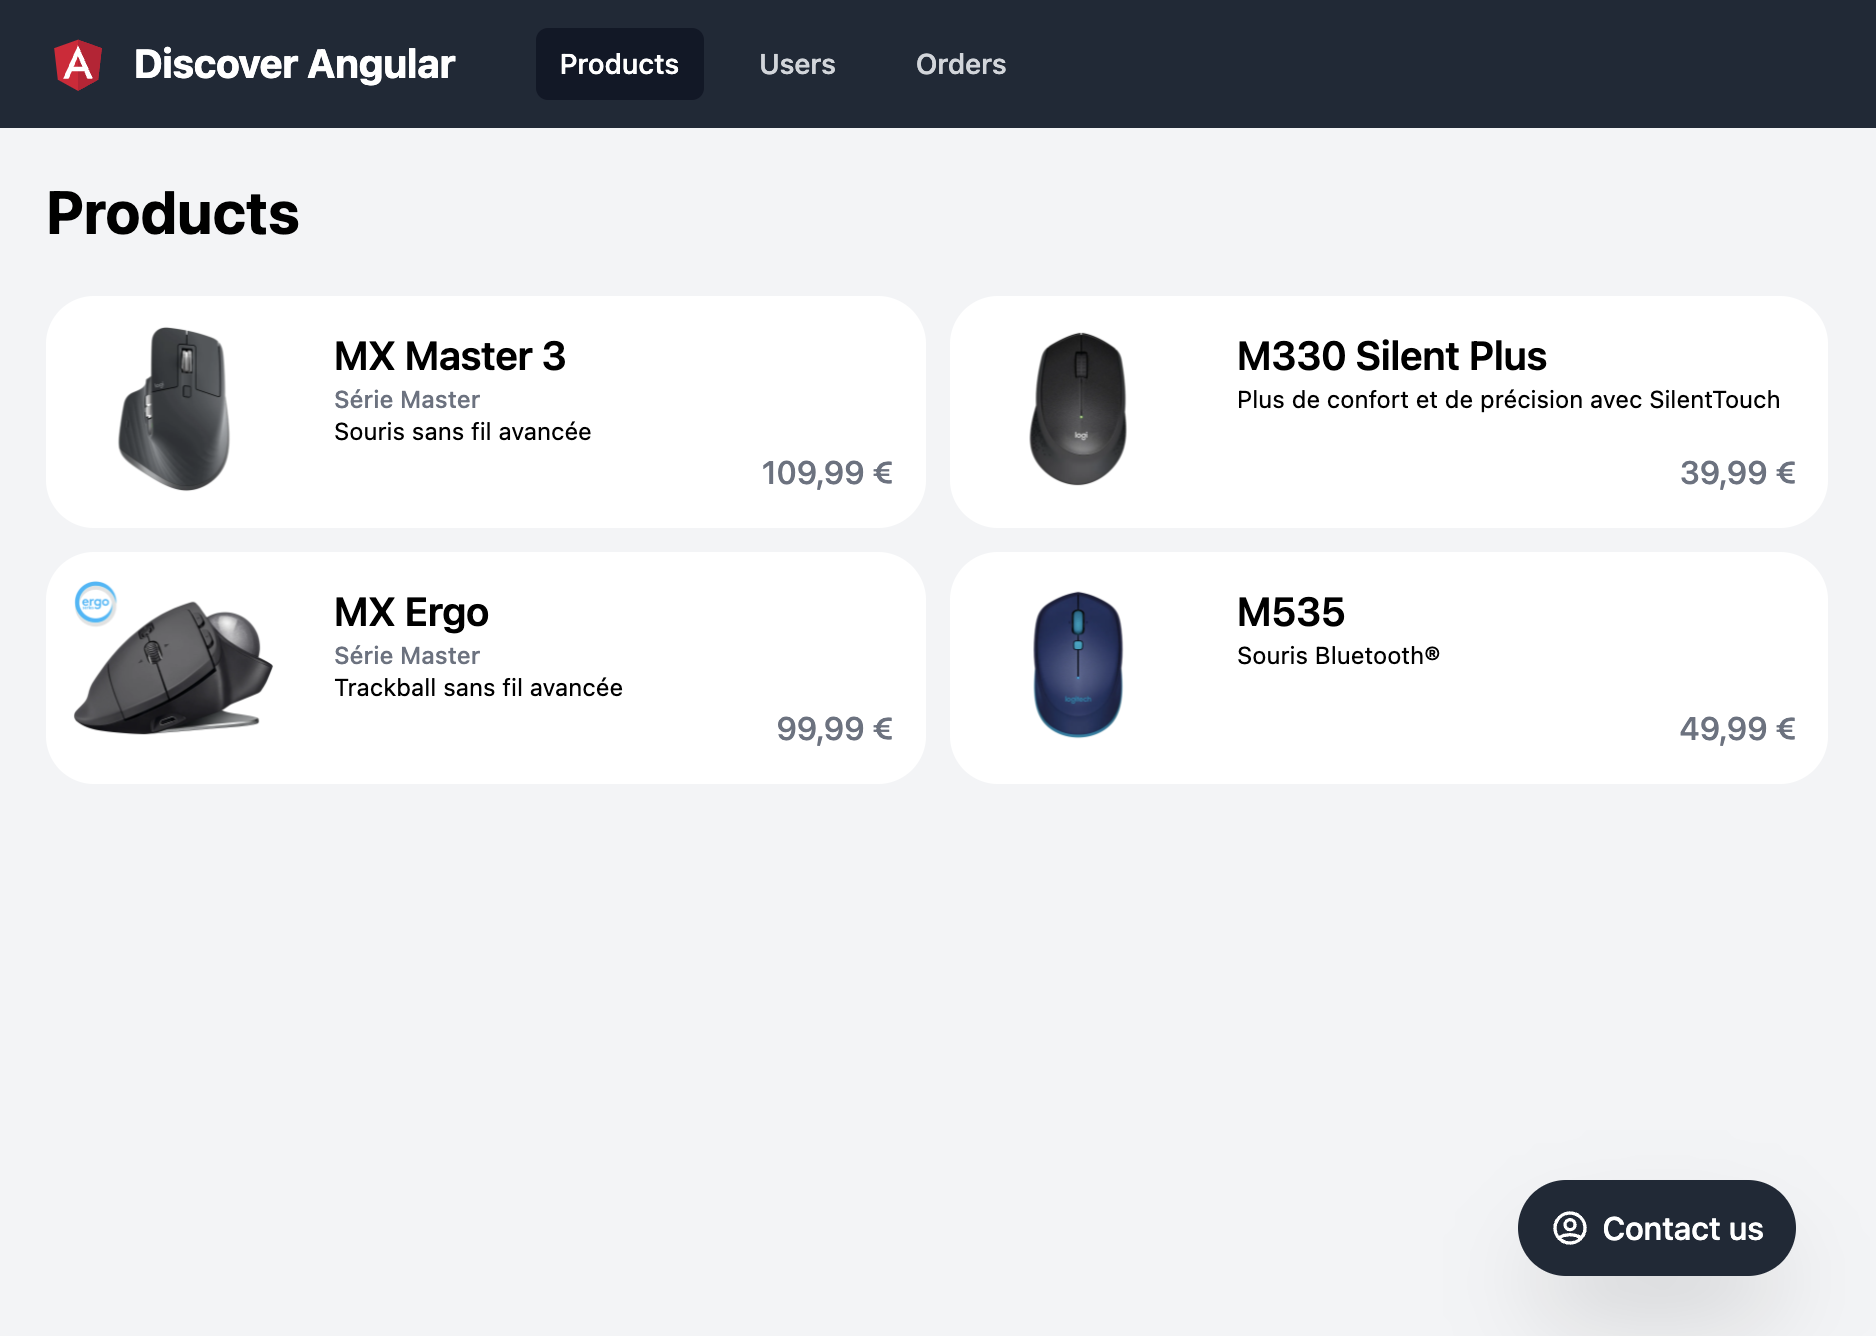 Discover Angular
Products
Users
Orders
Products
MX Master 3
Série Master
Souris sans fil avancée
109,99 €
M330 Silent Plus
Plus de confort et de précision avec SilentTouch
logi
39,99 €
ergo
MX Ergo
Série Master
Trackball sans fil avancée
99,99 €
M535
Souris Bluetooth®
logitech
49,99 €
Contact us